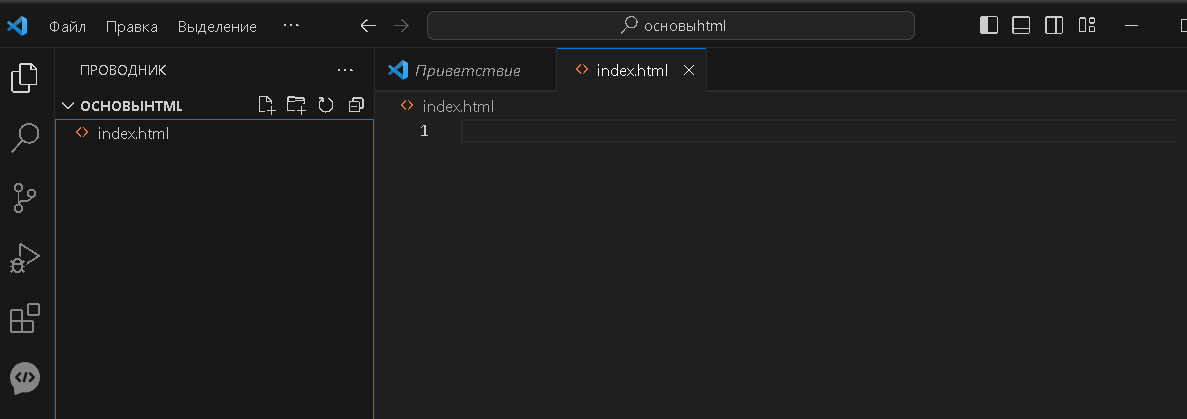 Файл Правка Выделение ··· основыhtml
ПРОВОДНИК ··· Приветствие index.html
ОСНОВЫHTML index.html
index.html 1